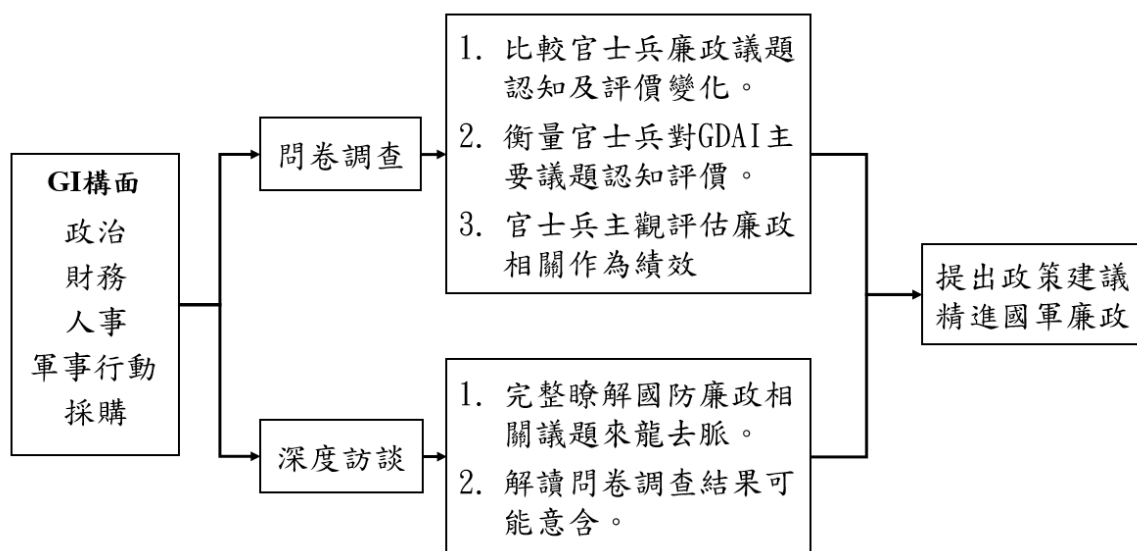 GI構面
政治
財務
人事
軍事行動
採購
問卷調查
1. 比較官士兵廉政議題
認知及評價變化。
2. 衡量官士兵對GDAI主
要議題認知評價。
3. 官士兵主觀評估廉政
相關作為績效
深度訪談
1. 完整瞭解國防廉政相
關議題來龍去脈。
2. 解讀問卷調查結果可
能意含。
提出政策建議
精進國軍廉政